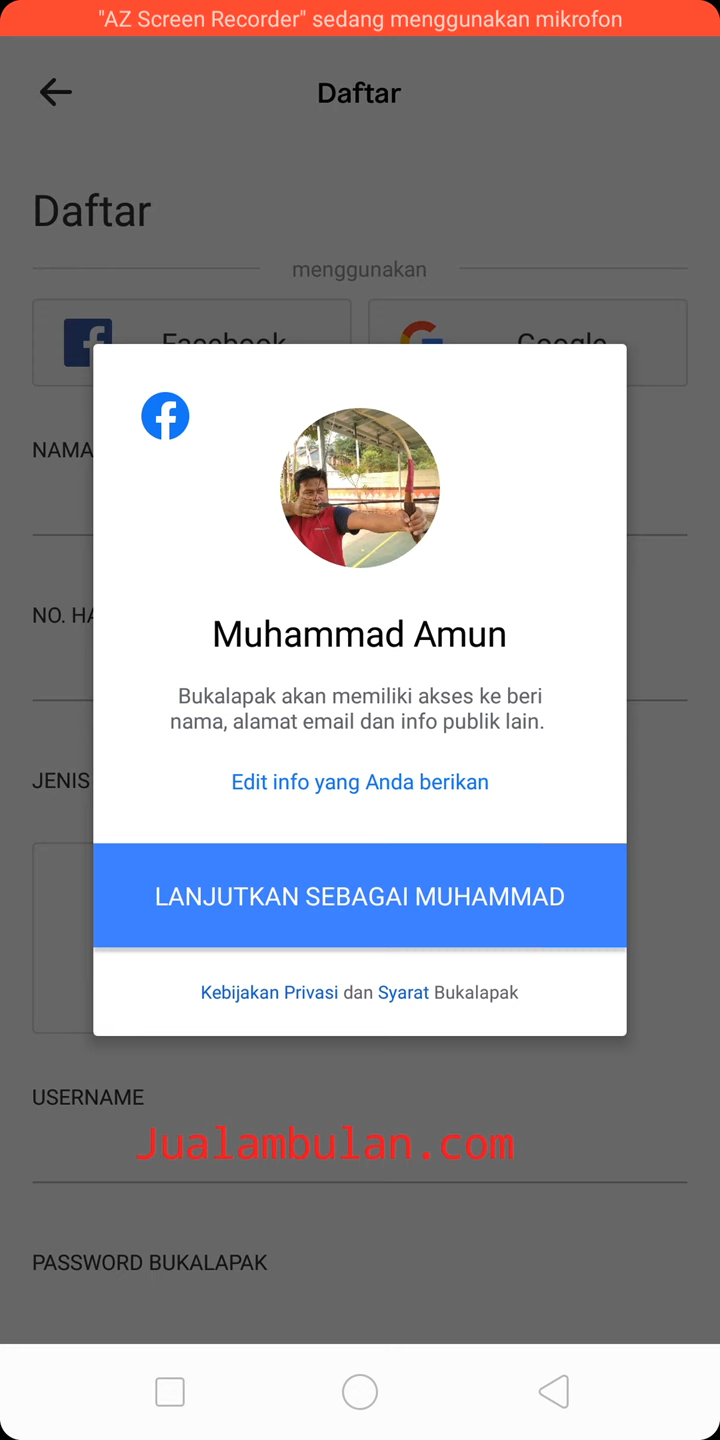 "AZ Screen Recorder" sedang menggunakan mikrofon
Daftar
Daftar
menggunakan
Facebook
Google
NAMA
NO. HA
Muhammad Amun
Bukalapak akan memiliki akses ke beri
nama, alamat email dan info publik lain.
JENIS
Edit info yang Anda berikan
LANJUTKAN SEBAGAI MUHAMMAD
Kebijakan Privasi dan Syarat Bukalapak
USERNAME
Jualambulan.com
PASSWORD BUKALAPAK